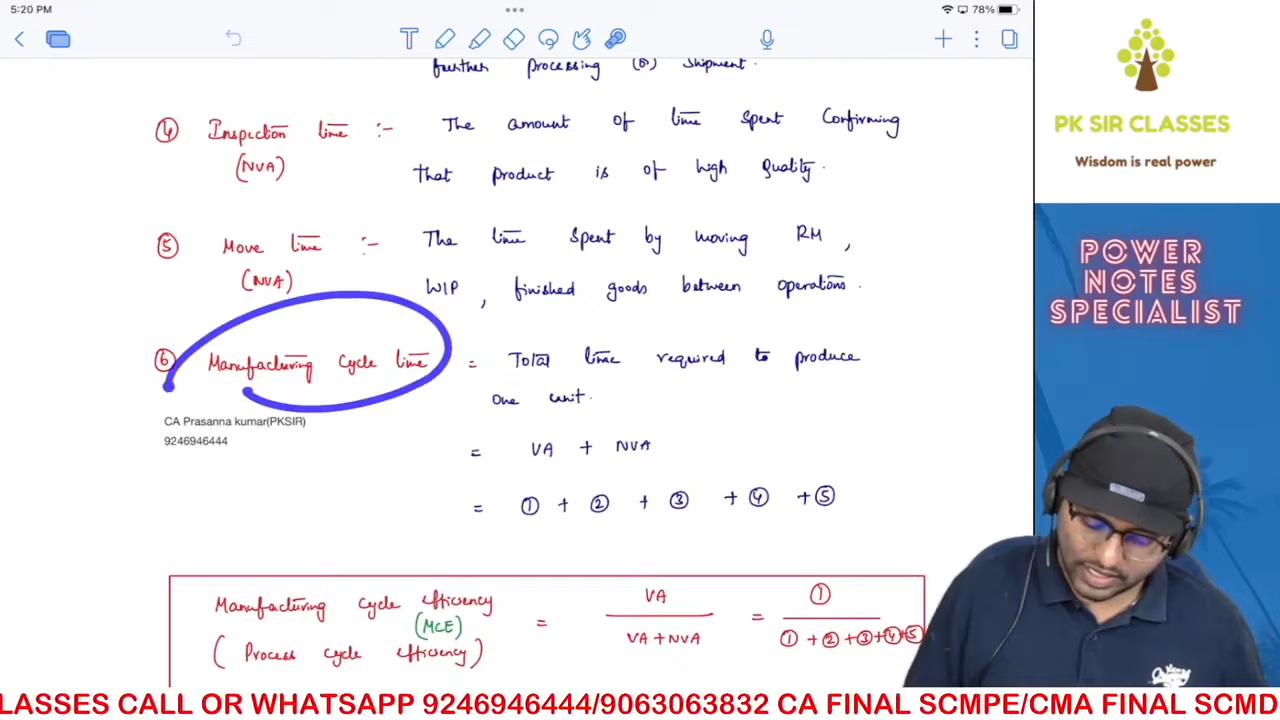 5:20 PM
78%
further processing (or) shipment.
④ Inspection time :- The amount of time spent Confirming
(NVA) that product is of high Quality.
⑤ Move time :- The time spent by moving RM,
(NVA) WIP, finished goods between operations.
⑥ Manufacturing Cycle time = Total time required to produce
one unit.
CA Prasanna kumar(PKSIR)
9246946444
= VA + NVA
= ① + ② + ③ + ④ + ⑤
Manufacturing cycle efficiency (MCE) = VA / VA + NVA = ① / ① + ② + ③ + ④ + ⑤
( Process cycle efficiency )
PK SIR CLASSES
Wisdom is real power
POWER
NOTES
SPECIALIST
LASSES CALL OR WHATSAPP 9246946444/9063063832 CA FINAL SCMPE/CMA FINAL SCMD